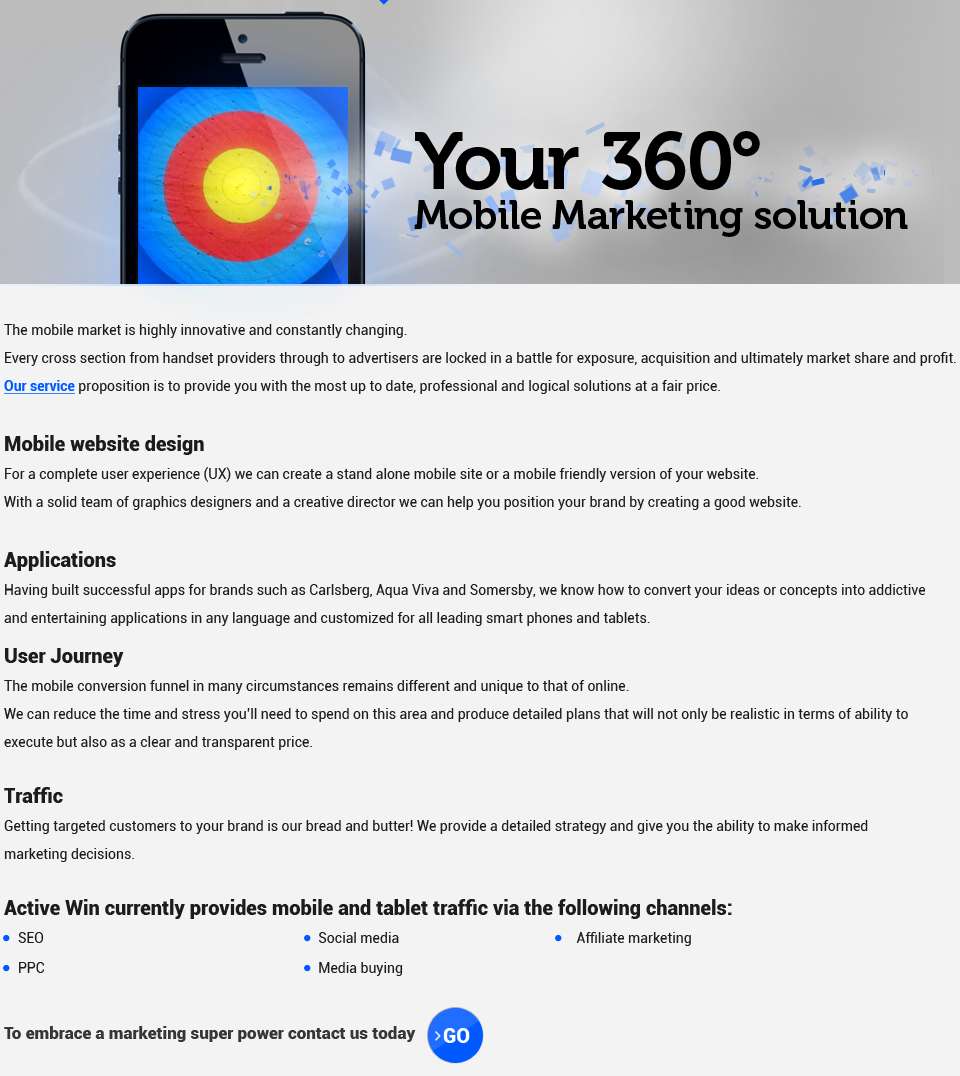 Your 360°
Mobile Marketing solution
The mobile market is highly innovative and constantly changing.
Every cross section from handset providers through to advertisers are locked in a battle for exposure, acquisition and ultimately market share and profit.
Our service proposition is to provide you with the most up to date, professional and logical solutions at a fair price.
Mobile website design
For a complete user experience (UX) we can create a stand alone mobile site or a mobile friendly version of your website.
With a solid team of graphics designers and a creative director we can help you position your brand by creating a good website.
Applications
Having built successful apps for brands such as Carlsberg, Aqua Viva and Somersby, we know how to convert your ideas or concepts into addictive
and entertaining applications in any language and customized for all leading smart phones and tablets.
User Journey
The mobile conversion funnel in many circumstances remains different and unique to that of online.
We can reduce the time and stress you'll need to spend on this area and produce detailed plans that will not only be realistic in terms of ability to
execute but also as a clear and transparent price.
Traffic
Getting targeted customers to your brand is our bread and butter! We provide a detailed strategy and give you the ability to make informed
marketing decisions.
Active Win currently provides mobile and tablet traffic via the following channels:
• SEO • Social media • Affiliate marketing
• PPC • Media buying
To embrace a marketing super power contact us today › GO